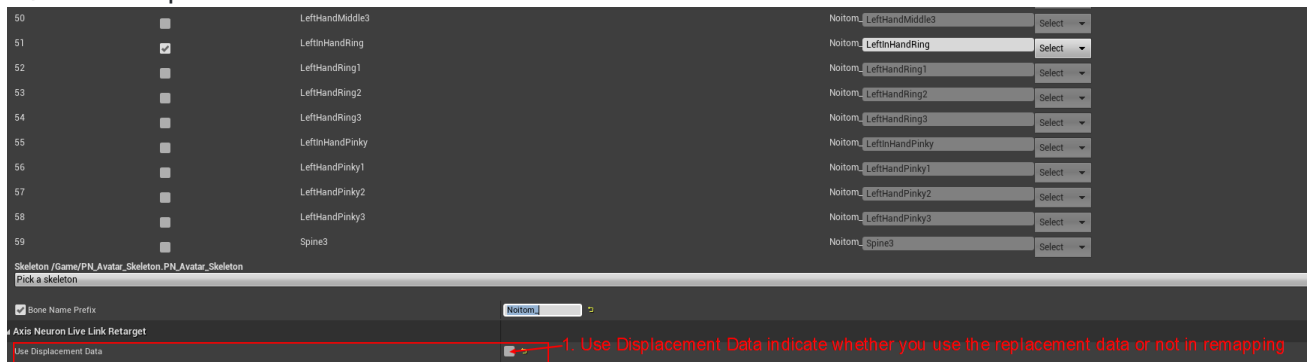 50 LeftHandMiddle3 Noitom_ LeftHandMiddle3 Select
51 LeftInHandRing Noitom_ LeftInHandRing Select
52 LeftHandRing1 Noitom_ LeftHandRing1 Select
53 LeftHandRing2 Noitom_ LeftHandRing2 Select
54 LeftHandRing3 Noitom_ LeftHandRing3 Select
55 LeftInHandPinky Noitom_ LeftInHandPinky Select
56 LeftHandPinky1 Noitom_ LeftHandPinky1 Select
57 LeftHandPinky2 Noitom_ LeftHandPinky2 Select
58 LeftHandPinky3 Noitom_ LeftHandPinky3 Select
59 Spine3 Noitom_ Spine3 Select
Skeleton /Game/PN_Avatar_Skeleton.PN_Avatar_Skeleton
Pick a skeleton
Bone Name Prefix Noitom_
Axis Neuron Live Link Retarget
Use Displacement Data 1. Use Displacement Data indicate whether you use the replacement data or not in remapping